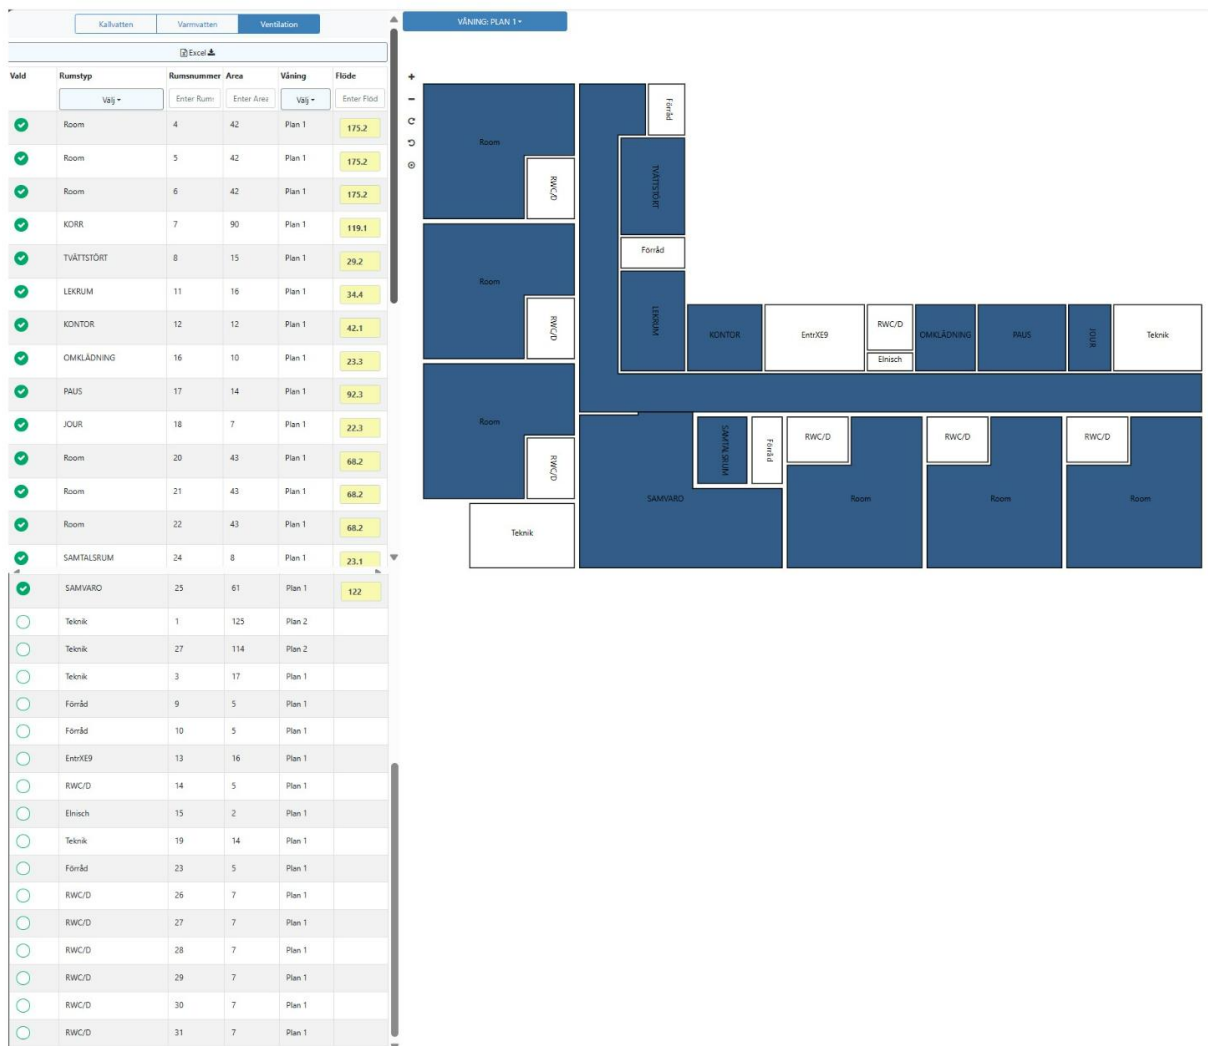 Kallvatten Varmvatten Ventilation
Excel
Vald Rumstyp Rumsnummer Area Våning Flöde
Välj Enter Rum Enter Area Välj Enter Flöd
Room 4 42 Plan 1 175.2
Room 5 42 Plan 1 175.2
Room 6 42 Plan 1 175.2
KORR 7 90 Plan 1 119.1
TVÄTTSTÖRT 8 15 Plan 1 29.2
LEKRUM 11 16 Plan 1 34.4
KONTOR 12 12 Plan 1 42.1
OMKLÄDNING 16 10 Plan 1 23.3
PAUS 17 14 Plan 1 92.3
JOUR 18 7 Plan 1 22.3
Room 20 43 Plan 1 68.2
Room 21 43 Plan 1 68.2
Room 22 43 Plan 1 68.2
SAMTALSRUM 24 8 Plan 1 23.1
SAMVARO 25 61 Plan 1 122
Teknik 1 125 Plan 2
Teknik 27 114 Plan 2
Teknik 3 17 Plan 1
Förråd 9 5 Plan 1
Förråd 10 5 Plan 1
EntrXE9 13 16 Plan 1
RWC/D 14 5 Plan 1
Elnisch 15 2 Plan 1
Teknik 19 14 Plan 1
Förråd 23 5 Plan 1
RWC/D 26 7 Plan 1
RWC/D 27 7 Plan 1
RWC/D 28 7 Plan 1
RWC/D 29 7 Plan 1
RWC/D 30 7 Plan 1
RWC/D 31 7 Plan 1
VÅNING: PLAN 1
Förråd
Room
RWC/D
TVÄTTSTÖRT
Förråd
Room
RWC/D
LEKRUM
KONTOR
EntrXE9
RWC/D
Elnisch
OMKLÄDNING
PAUS
JOUR
Teknik
Room
RWC/D
SAMTALSRUM
Förråd
RWC/D
RWC/D
RWC/D
SAMVARO
Room
Room
Room
Teknik